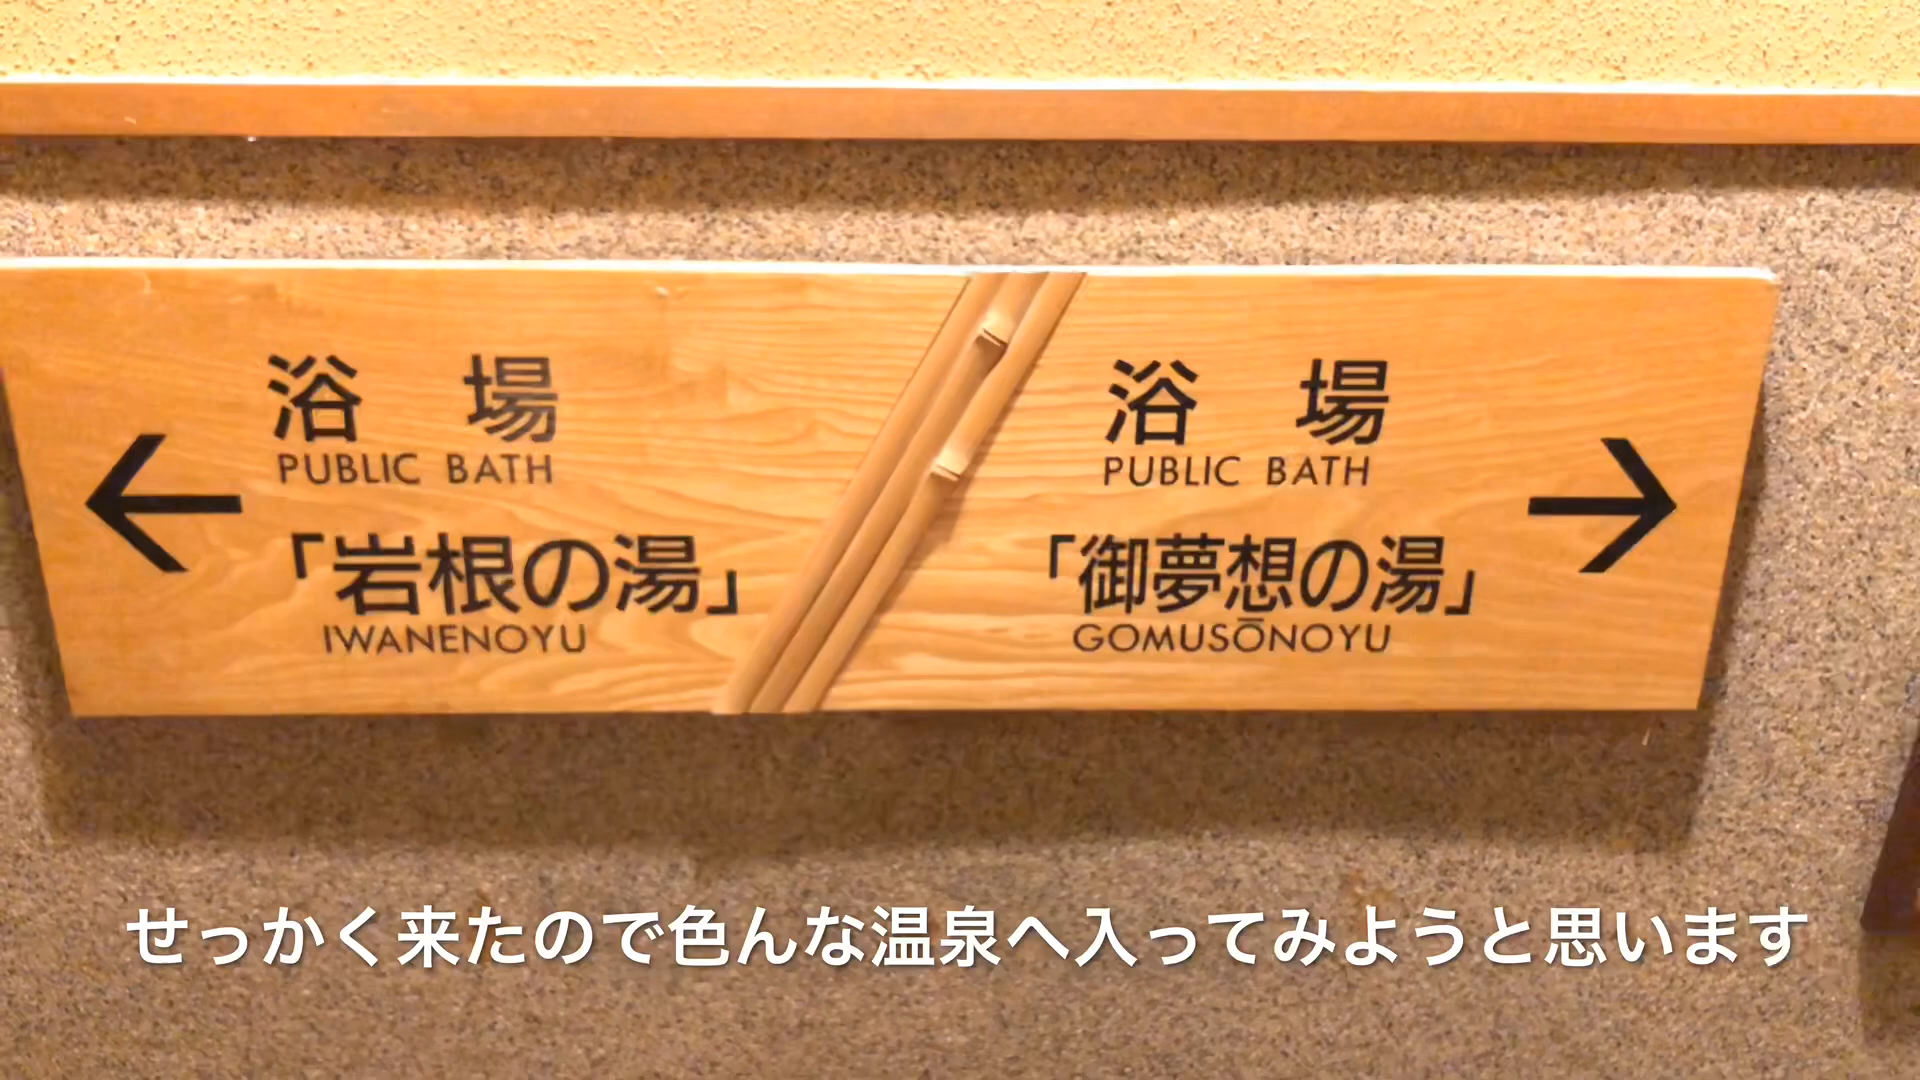 浴場
PUBLIC BATH
「岩根の湯」
IWANENOYU
浴場
PUBLIC BATH
「御夢想の湯」
GOMUSŌNOYU
せっかく来たので色んな温泉へ入ってみようと思います